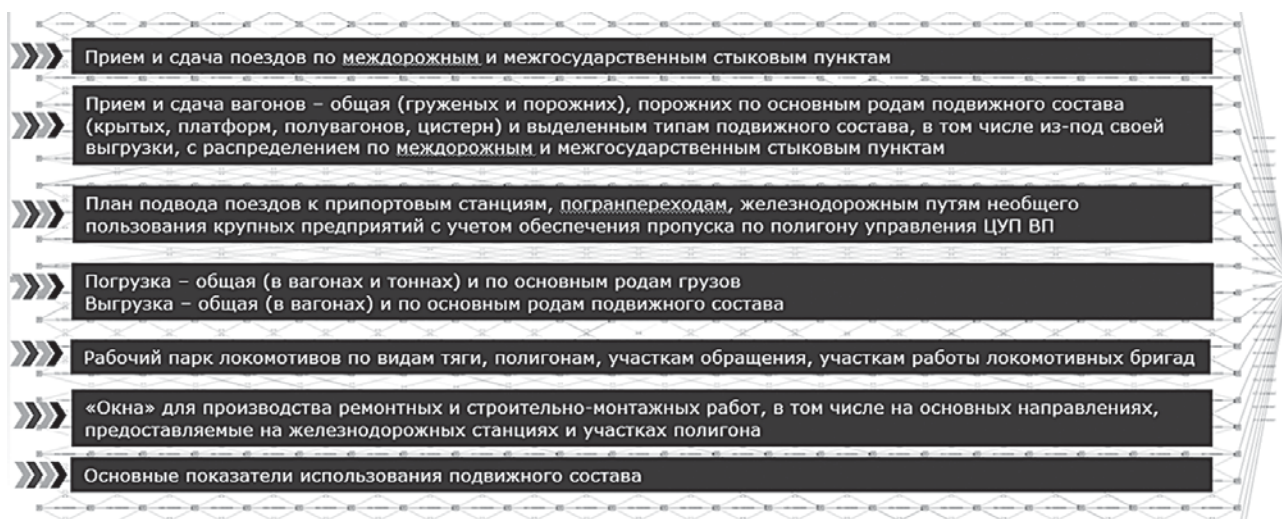 Прием и сдача поездов по междорожным и межгосударственным стыковым пунктам
Прием и сдача вагонов – общая (груженых и порожних), порожних по основным родам подвижного состава
(крытых, платформ, полувагонов, цистерн) и выделенным типам подвижного состава, в том числе из-под своей
выгрузки, с распределением по междорожным и межгосударственным стыковым пунктам
План подвода поездов к припортовым станциям, погранпереходам, железнодорожным путям необщего
пользования крупных предприятий с учетом обеспечения пропуска по полигону управления ЦУП ВП
Погрузка – общая (в вагонах и тоннах) и по основным родам грузов
Выгрузка – общая (в вагонах) и по основным родам подвижного состава
Рабочий парк локомотивов по видам тяги, полигонам, участкам обращения, участкам работы локомотивных бригад
«Окна» для производства ремонтных и строительно-монтажных работ, в том числе на основных направлениях,
предоставляемые на железнодорожных станциях и участках полигона
Основные показатели использования подвижного состава